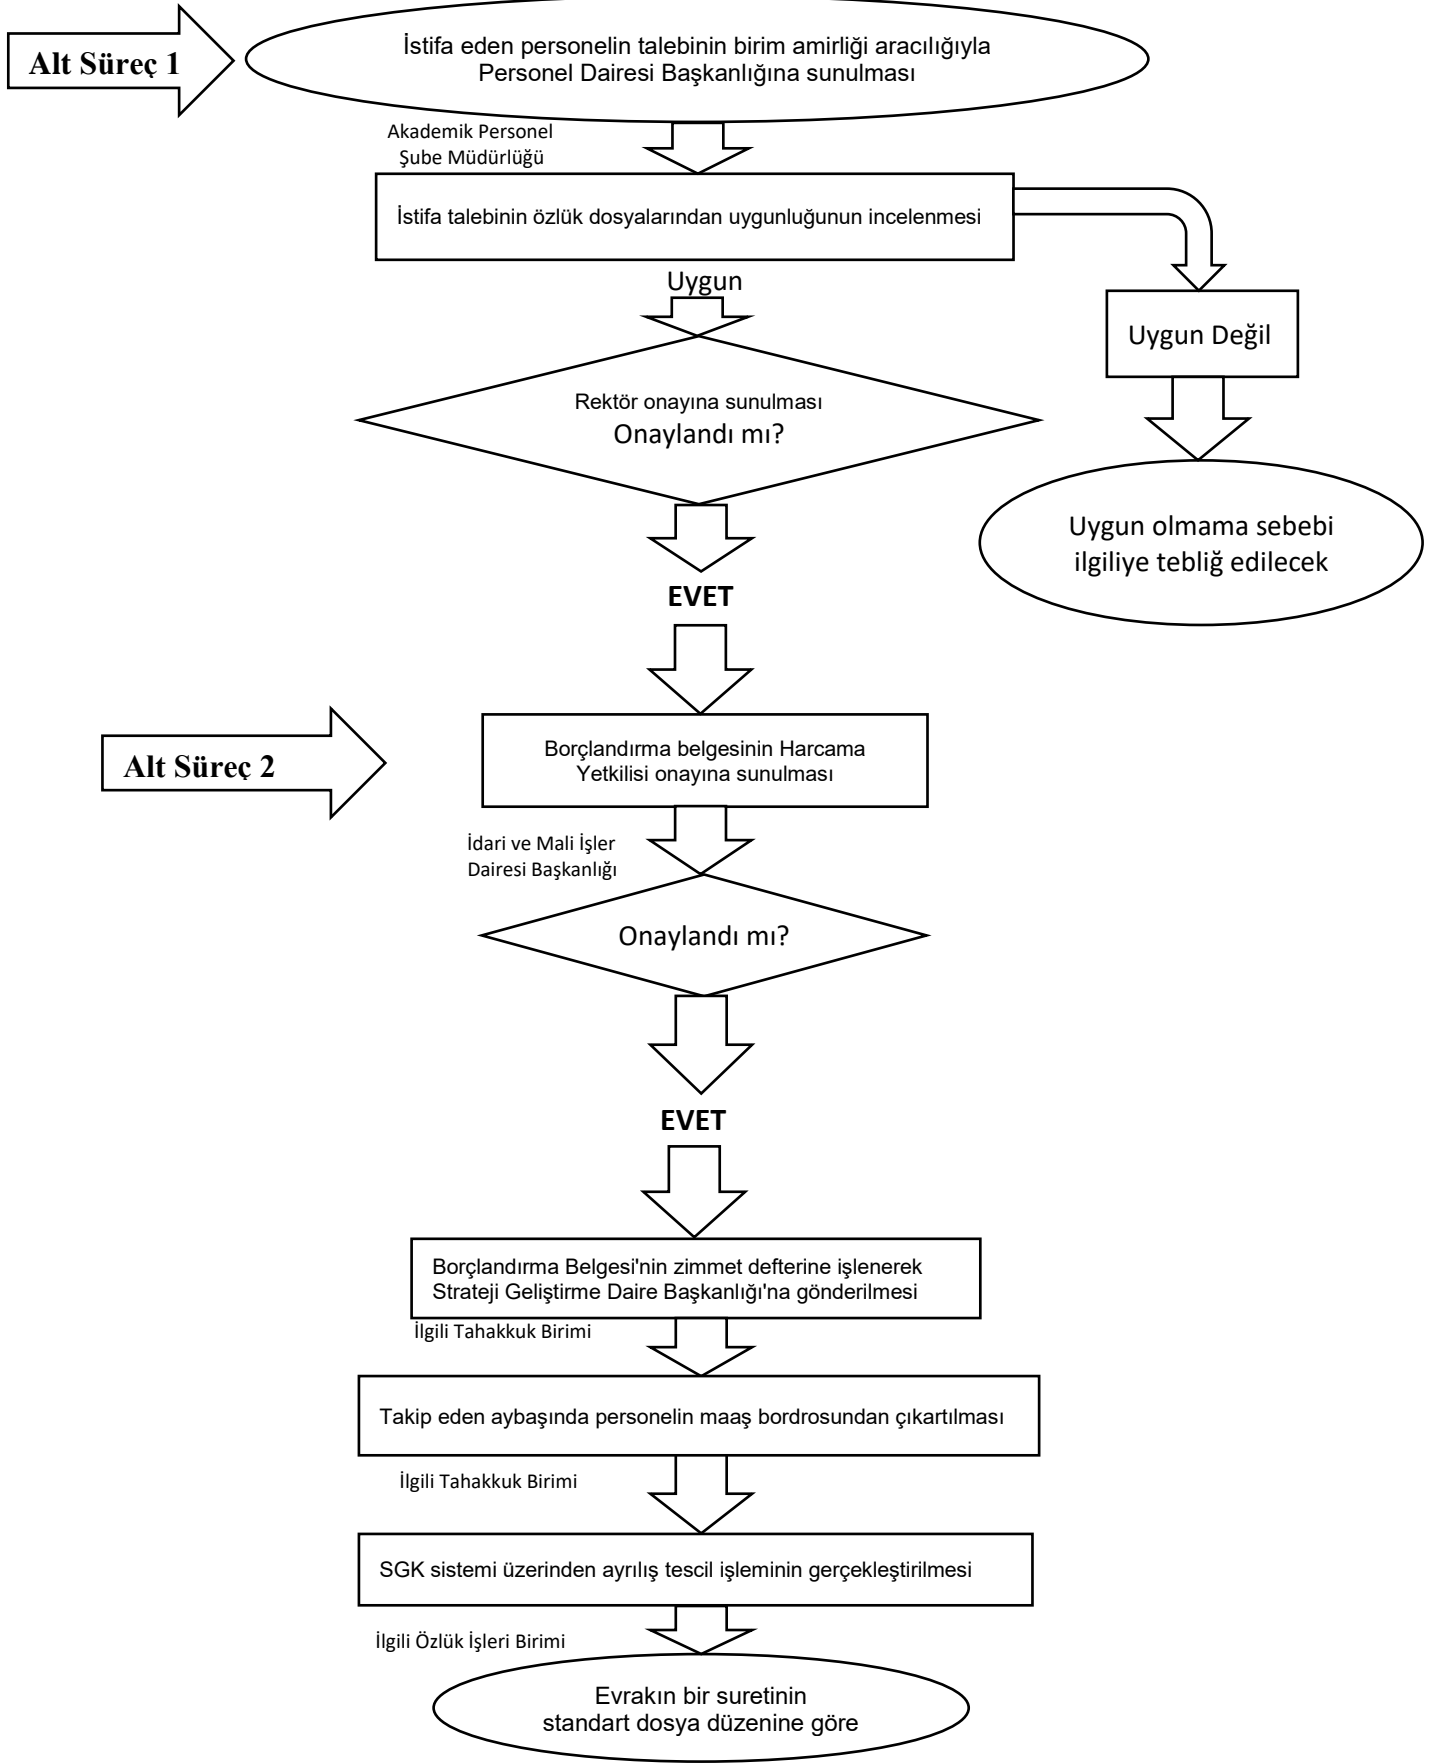 Alt Süreç 1
İstifa eden personelin talebinin birim amirliği aracılığıyla
Personel Dairesi Başkanlığına sunulması
Akademik Personel
Şube Müdürlüğü
İstifa talebinin özlük dosyalarından uygunluğunun incelenmesi
Uygun
Uygun Değil
Rektör onayına sunulması
Onaylandı mı?
Uygun olmama sebebi
ilgiliye tebliğ edilecek
EVET
Alt Süreç 2
Borçlandırma belgesinin Harcama
Yetkilisi onayına sunulması
İdari ve Mali İşler
Dairesi Başkanlığı
Onaylandı mı?
EVET
Borçlandırma Belgesi'nin zimmet defterine işlenerek
Strateji Geliştirme Daire Başkanlığı'na gönderilmesi
İlgili Tahakkuk Birimi
Takip eden aybaşında personelin maaş bordrosundan çıkartılması
İlgili Tahakkuk Birimi
SGK sistemi üzerinden ayrılış tescil işleminin gerçekleştirilmesi
İlgili Özlük İşleri Birimi
Evrakın bir suretinin
standart dosya düzenine göre